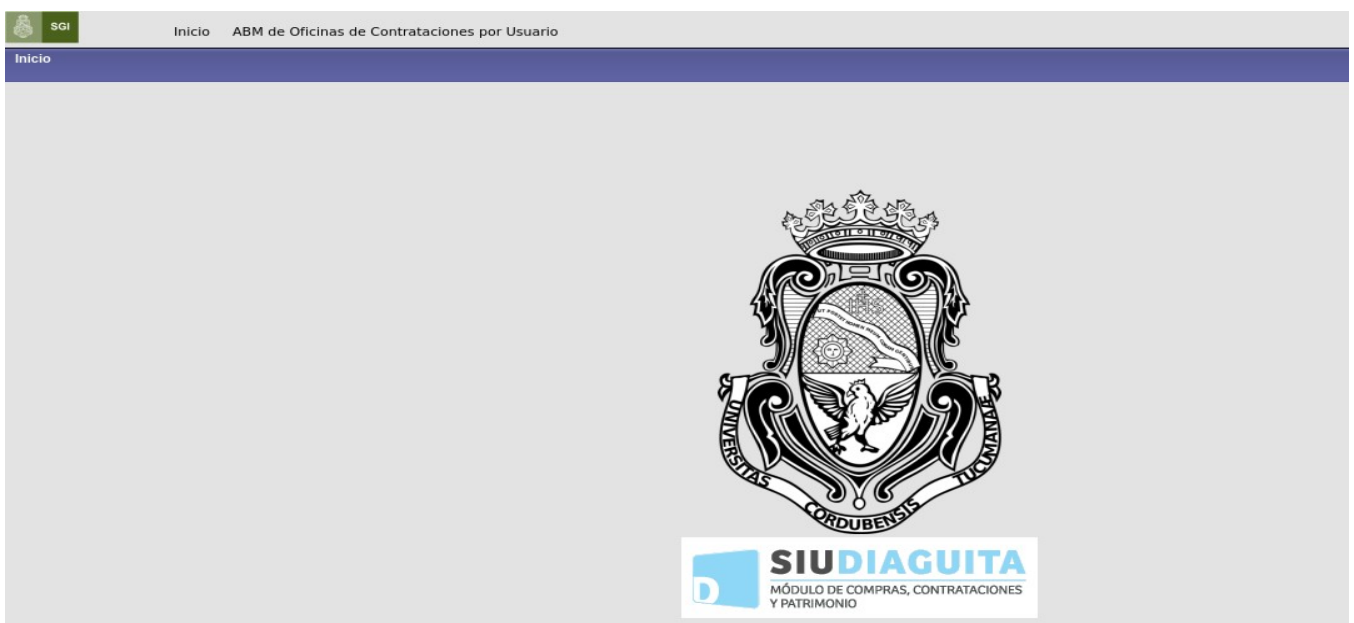 SGI
Inicio ABM de Oficinas de Contrataciones por Usuario
Inicio
IHS
UNIVERSITAS
CORDUBENSIS
TUCUMANAE
SIUDIAGUITA
D
MÓDULO DE COMPRAS, CONTRATACIONES
Y PATRIMONIO